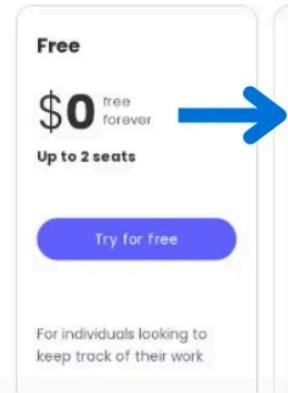 Free
$0 free
forever
Up to 2 seats
Try for free
For individuals looking to
keep track of their work